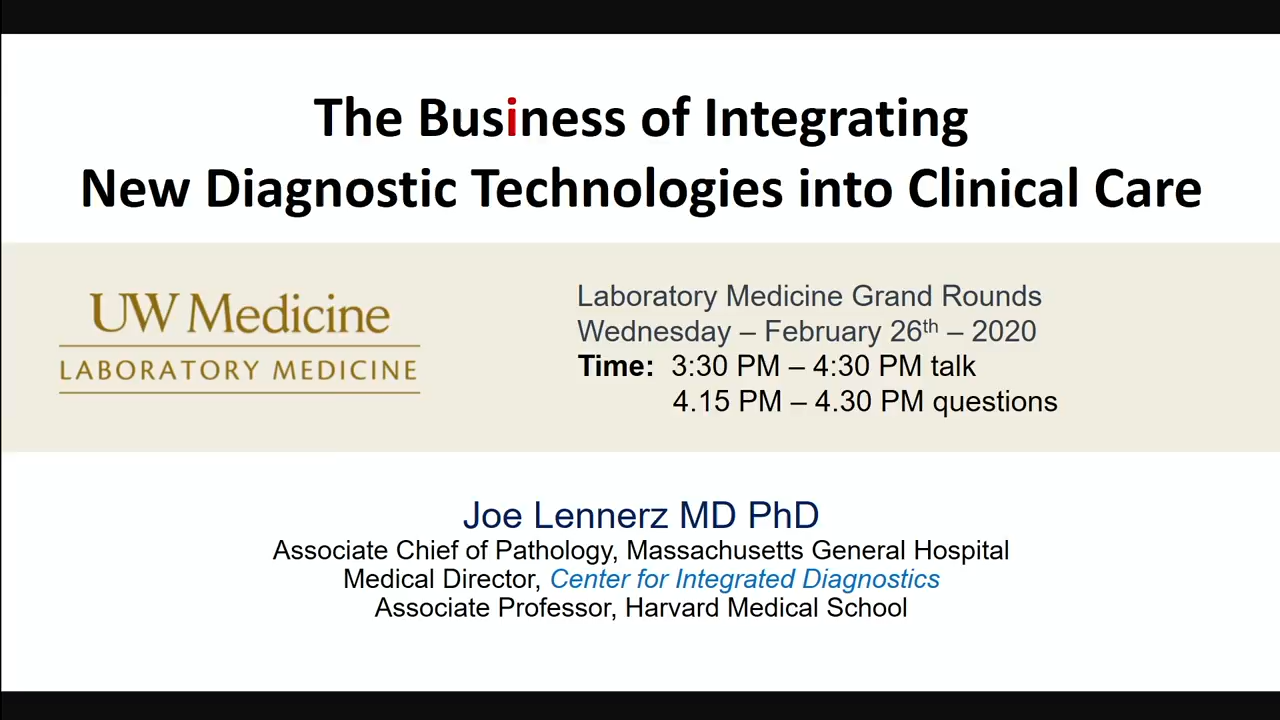 The Business of Integrating
New Diagnostic Technologies into Clinical Care
UW Medicine
LABORATORY MEDICINE
Laboratory Medicine Grand Rounds
Wednesday – February 26th – 2020
Time: 3:30 PM – 4:30 PM talk
4.15 PM – 4.30 PM questions
Joe Lennerz MD PhD
Associate Chief of Pathology, Massachusetts General Hospital
Medical Director, Center for Integrated Diagnostics
Associate Professor, Harvard Medical School